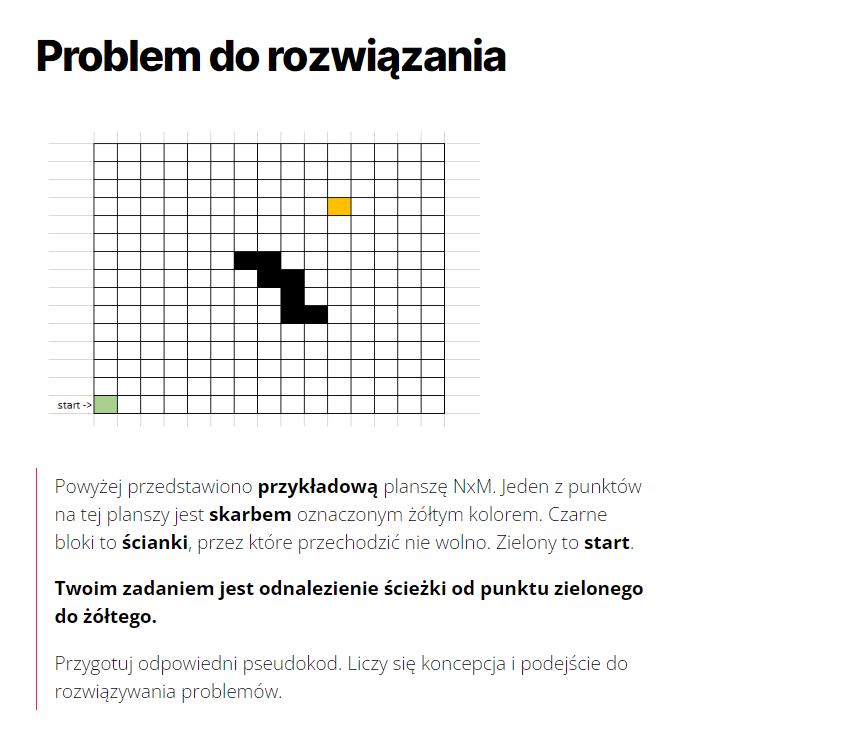 Problem do rozwiązania
start ->
Powyżej przedstawiono przykładową planszę NxM. Jeden z punktów
na tej planszy jest skarbem oznaczonym żółtym kolorem. Czarne
bloki to ścianki, przez które przechodzić nie wolno. Zielony to start.
Twoim zadaniem jest odnalezienie ścieżki od punktu zielonego
do żółtego.
Przygotuj odpowiedni pseudokod. Liczy się koncepcja i podejście do
rozwiązywania problemów.